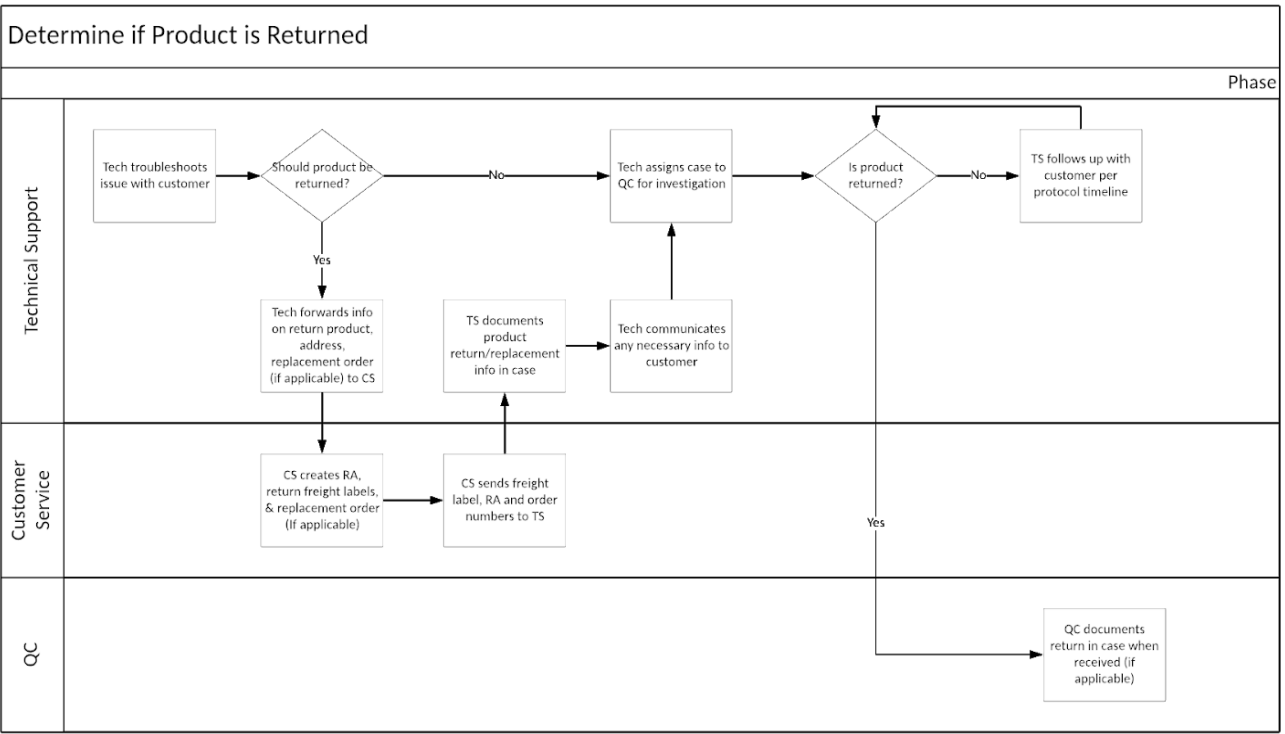 Determine if Product is Returned
Phase
Technical Support
Tech troubleshoots
issue with customer
Should product be
returned?
No
Tech assigns case to
QC for investigation
Is product
returned?
No
TS follows up with
customer per
protocol timeline
Yes
Tech forwards info
on return product,
address,
replacement order
(if applicable) to CS
TS documents
product
return/replacement
info in case
Tech communicates
any necessary info to
customer
Customer
Service
CS creates RA,
return freight labels,
& replacement order
(If applicable)
CS sends freight
label, RA and order
numbers to TS
Yes
QC
QC documents
return in case when
received (if
applicable)